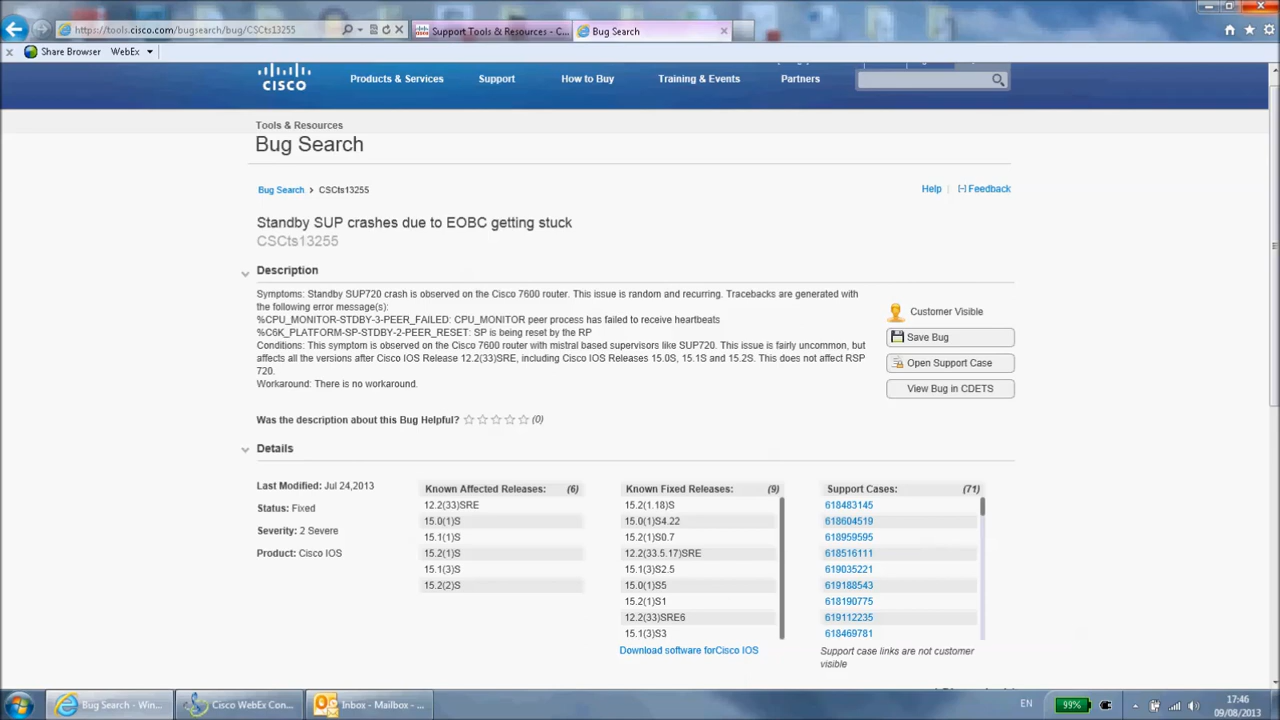 https://tools.cisco.com/bugsearch/bug/CSCts13255
Support Tools & Resources - C...
Bug Search
Share Browser WebEx
CISCO
Products & Services Support How to Buy Training & Events Partners
Tools & Resources
Bug Search
Bug Search > CSCts13255
Help [-] Feedback
Standby SUP crashes due to EOBC getting stuck
CSCts13255
Description
Symptoms: Standby SUP720 crash is observed on the Cisco 7600 router. This issue is random and recurring. Tracebacks are generated with
the following error message(s):
%CPU_MONITOR-STDBY-3-PEER_FAILED: CPU_MONITOR peer process has failed to receive heartbeats
%C6K_PLATFORM-SP-STDBY-2-PEER_RESET: SP is being reset by the RP
Conditions: This symptom is observed on the Cisco 7600 router with mistral based supervisors like SUP720. This issue is fairly uncommon, but
affects all the versions after Cisco IOS Release 12.2(33)SRE, including Cisco IOS Releases 15.0S, 15.1S and 15.2S. This does not affect RSP
720.
Workaround: There is no workaround.
Customer Visible
Save Bug
Open Support Case
View Bug in CDETS
Was the description about this Bug Helpful? (0)
Details
Last Modified: Jul 24,2013
Status: Fixed
Severity: 2 Severe
Product: Cisco IOS
Known Affected Releases: (6)
12.2(33)SRE
15.0(1)S
15.1(1)S
15.2(1)S
15.1(3)S
15.2(2)S
Known Fixed Releases: (9)
15.2(1.18)S
15.0(1)S4.22
15.2(1)S0.7
12.2(33.5.17)SRE
15.1(3)S2.5
15.0(1)S5
15.2(1)S1
12.2(33)SRE6
15.1(3)S3
Download software forCisco IOS
Support Cases: (71)
618483145
618604519
618959595
618516111
619035221
619188543
618190775
619112235
618469781
Support case links are not customer
visible
Bug Search - Win...
Cisco WebEx Con...
Inbox - Mailbox - ...
EN
99%
17:46
09/08/2013